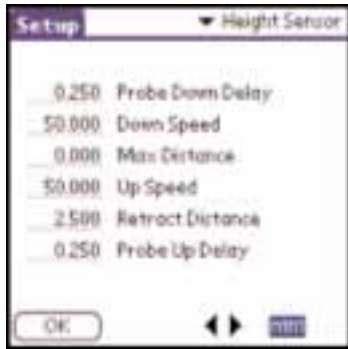 Setup
Height Sensor
0.250 Probe Down Delay
50.000 Down Speed
0.000 Max Distance
50.000 Up Speed
2.500 Retract Distance
0.250 Probe Up Delay
OK
mm